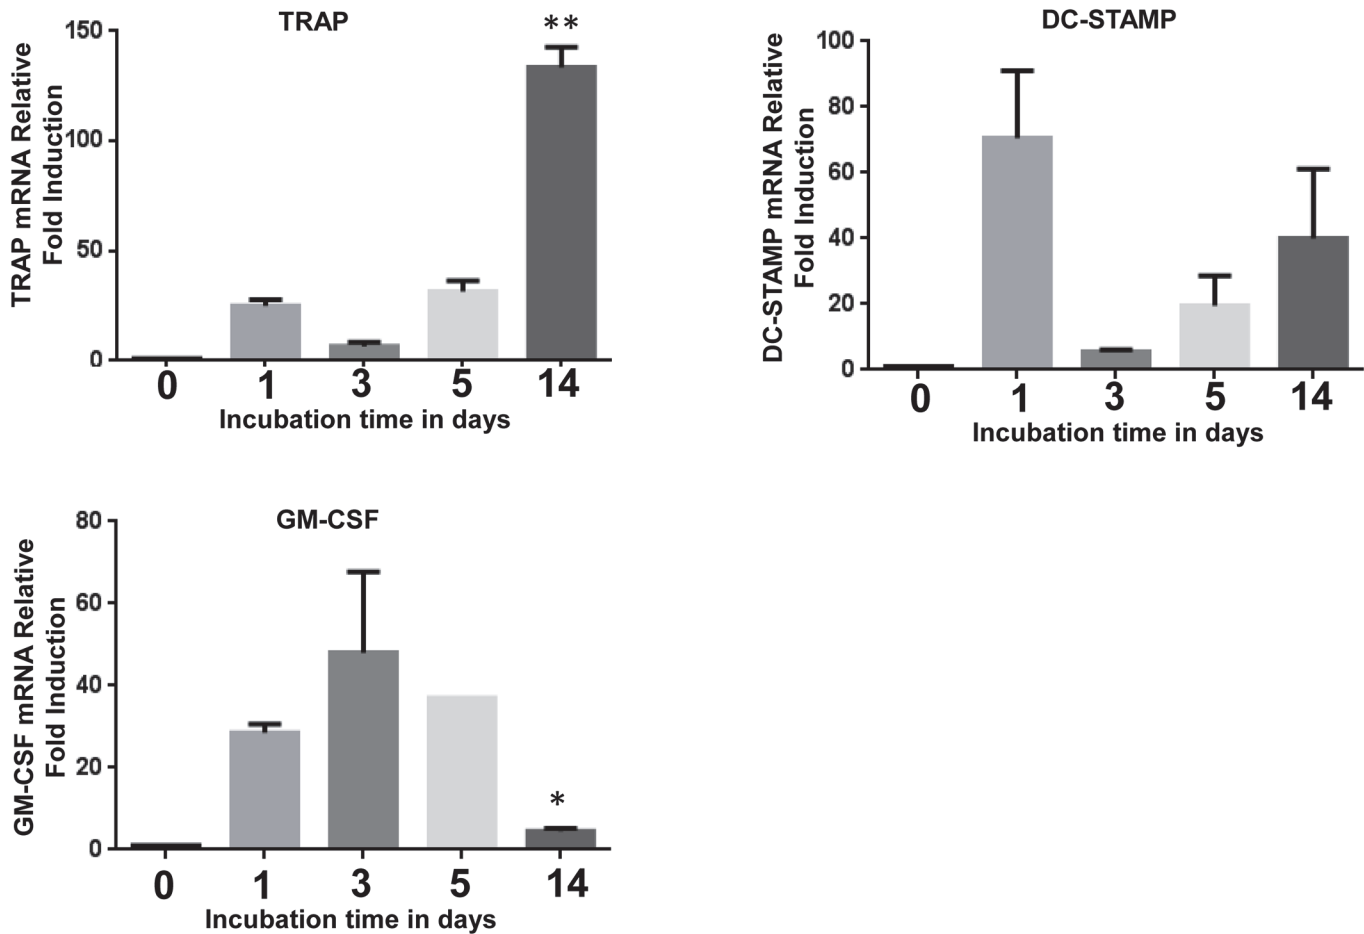 TRAP
**
TRAP mRNA Relative
Fold Induction
150
100
50
0
0 1 3 5 14
Incubation time in days
DC-STAMP
DC-STAMP mRNA Relative
Fold Induction
100
80
60
40
20
0
0 1 3 5 14
Incubation time in days
GM-CSF
GM-CSF mRNA Relative
Fold Induction
80
60
40
20
0
*
0 1 3 5 14
Incubation time in days